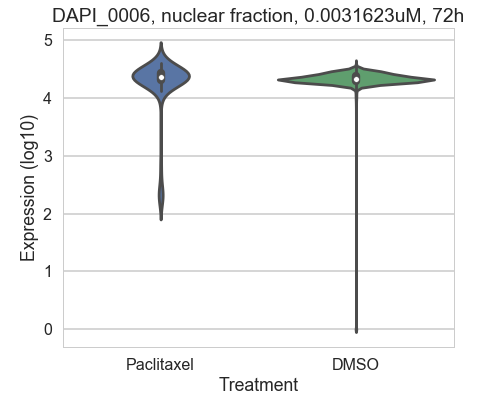 DAPI_0006, nuclear fraction, 0.0031623uM, 72h
5
4
3
2
1
0
Expression (log10)
Paclitaxel DMSO
Treatment